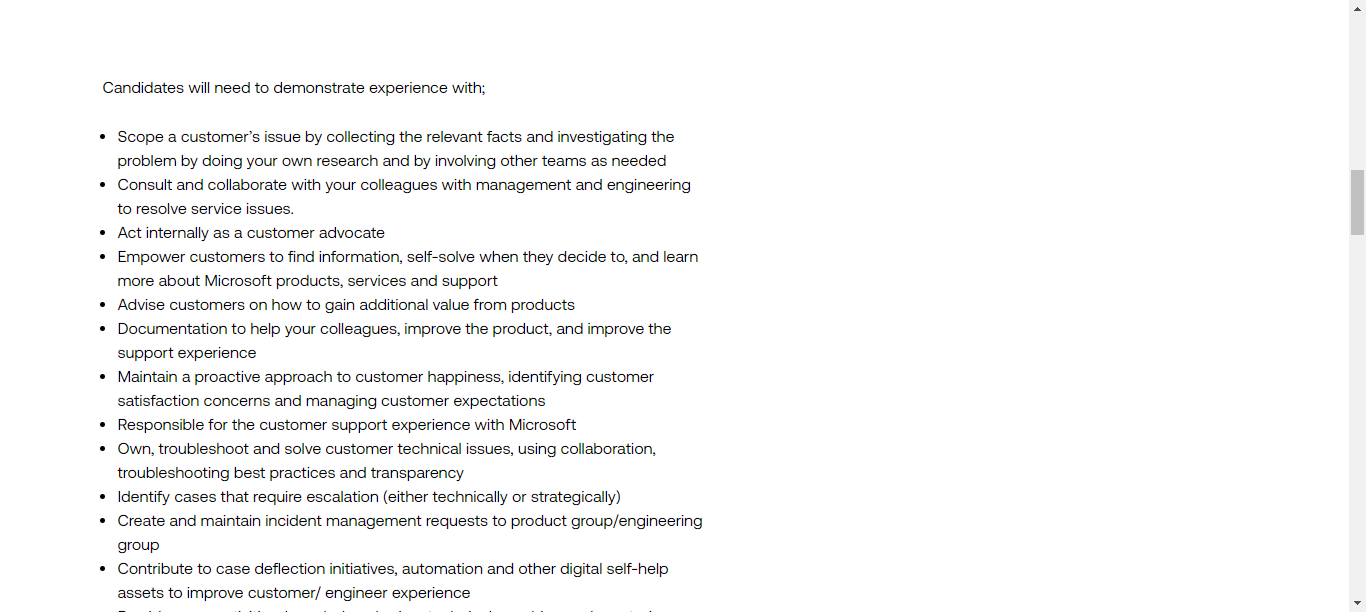 Candidates will need to demonstrate experience with;
Scope a customer’s issue by collecting the relevant facts and investigating the
problem by doing your own research and by involving other teams as needed
Consult and collaborate with your colleagues with management and engineering
to resolve service issues.
Act internally as a customer advocate
Empower customers to find information, self-solve when they decide to, and learn
more about Microsoft products, services and support
Advise customers on how to gain additional value from products
Documentation to help your colleagues, improve the product, and improve the
support experience
Maintain a proactive approach to customer happiness, identifying customer
satisfaction concerns and managing customer expectations
Responsible for the customer support experience with Microsoft
Own, troubleshoot and solve customer technical issues, using collaboration,
troubleshooting best practices and transparency
Identify cases that require escalation (either technically or strategically)
Create and maintain incident management requests to product group/engineering
group
Contribute to case deflection initiatives, automation and other digital self-help
assets to improve customer/ engineer experience